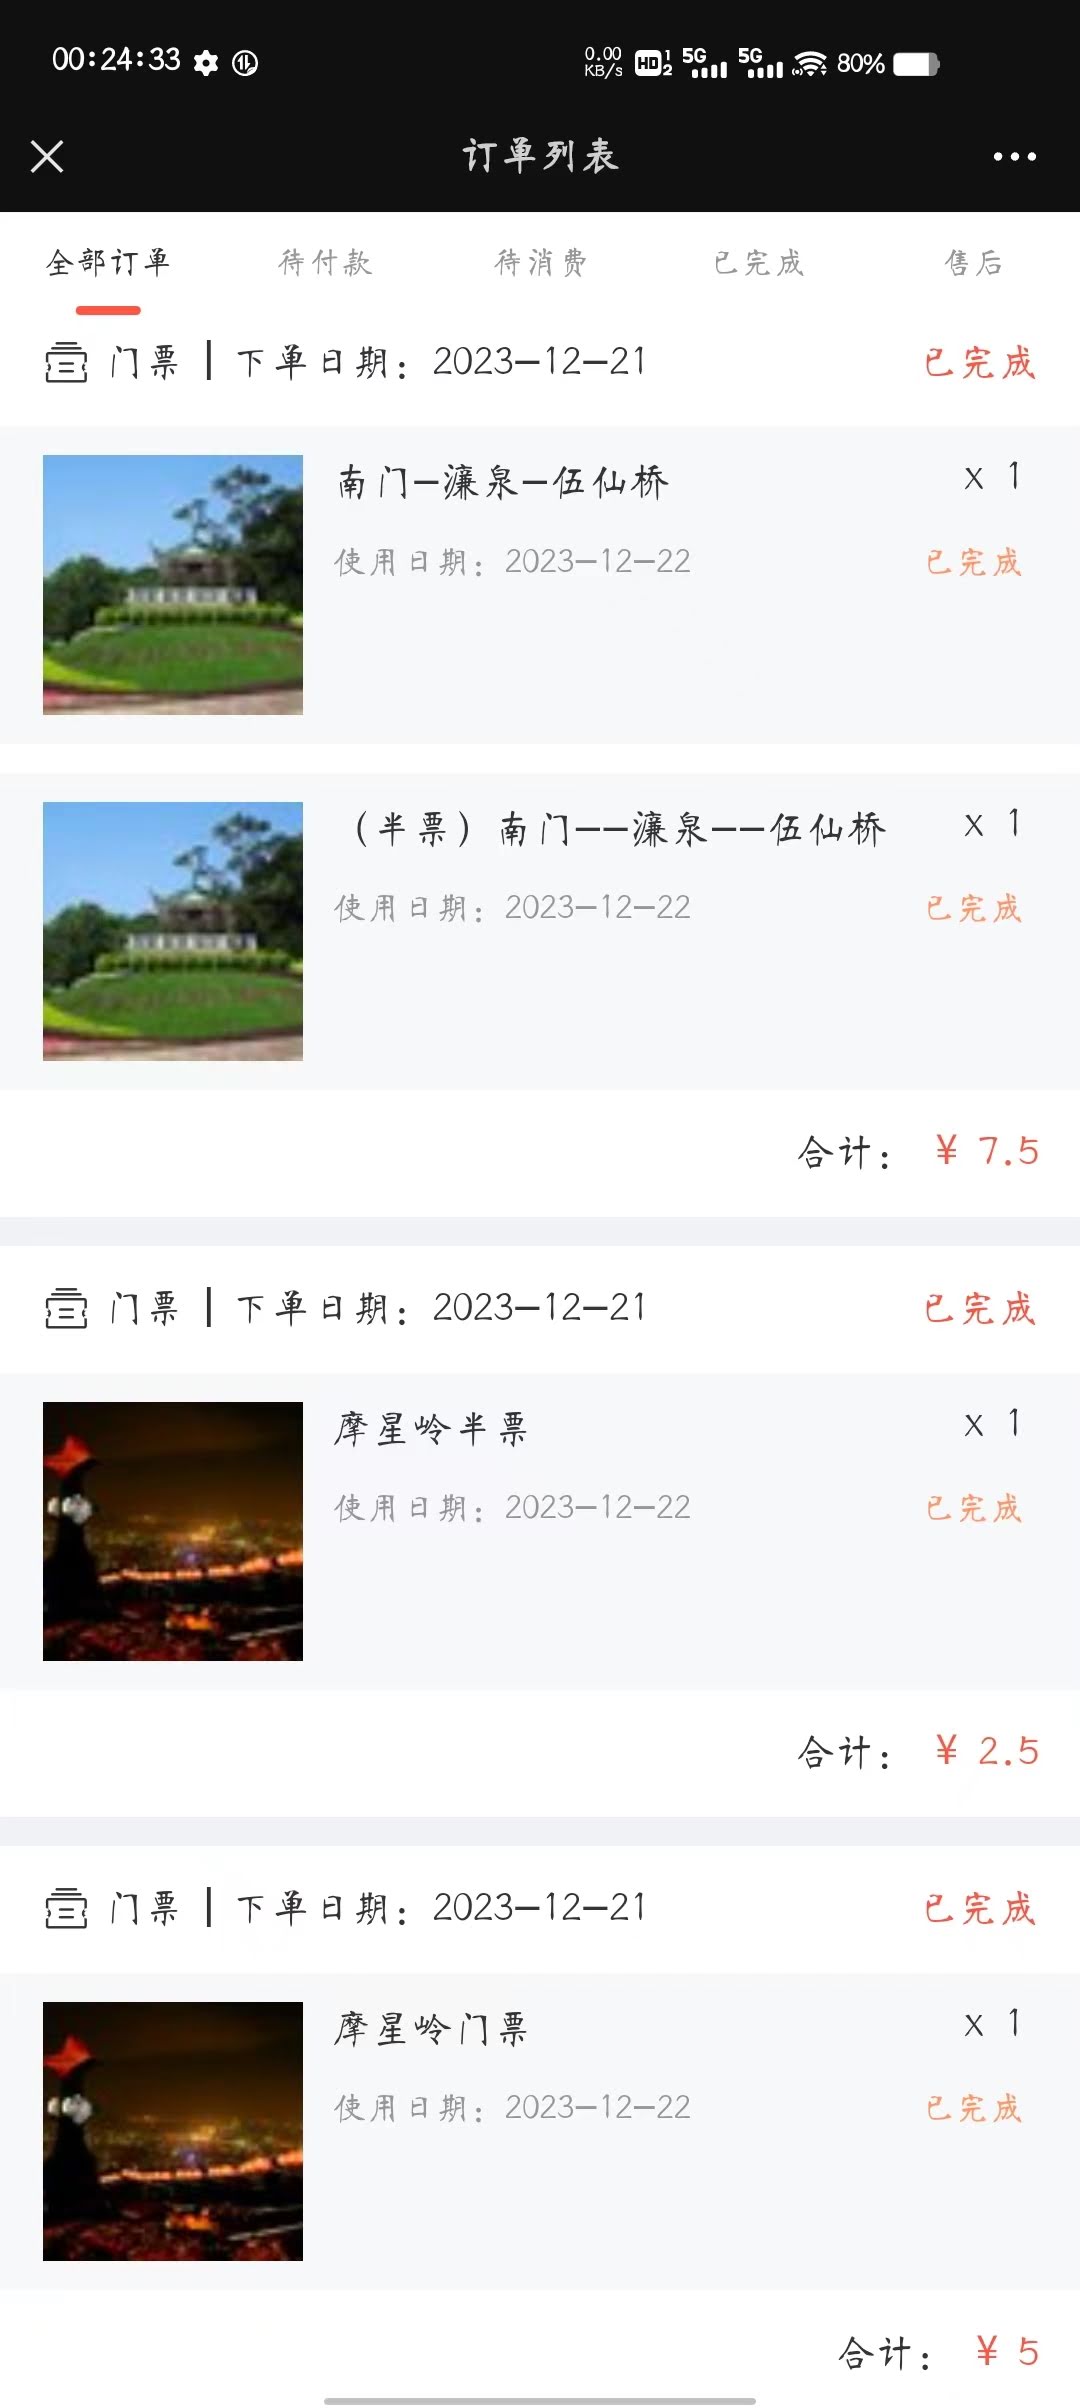 00:24:33
0.00 KB/s HD 1 2 5G 5G 80%
订单列表
全部订单 待付款 待消费 已完成 售后
门票 | 下单日期：2023-12-21 已完成
南门-濂泉-伍仙桥 x 1
使用日期：2023-12-22 已完成
（半票）南门--濂泉--伍仙桥 x 1
使用日期：2023-12-22 已完成
合计：￥7.5
门票 | 下单日期：2023-12-21 已完成
摩星岭半票 x 1
使用日期：2023-12-22 已完成
合计：￥2.5
门票 | 下单日期：2023-12-21 已完成
摩星岭门票 x 1
使用日期：2023-12-22 已完成
合计：￥5